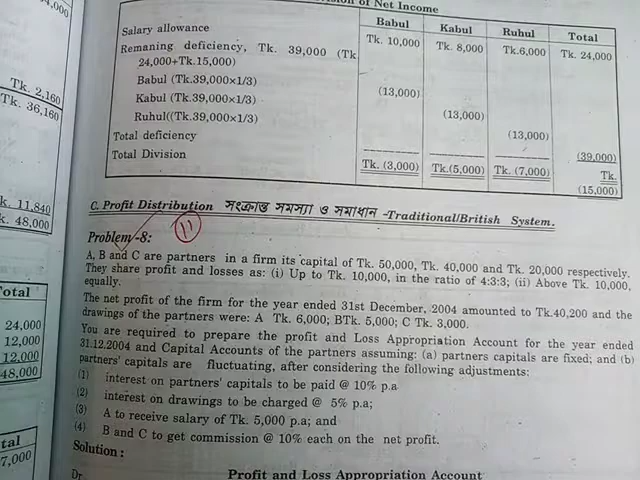 4,000
Tk. 2,160
Tk. 36,160
k. 11,840
k. 48,000
Total
24,000
12,000
12,000
48,000
tal
7,000
of Net Income
Babul Kabul Ruhul Total
Salary allowance Tk. 10,000 Tk. 8,000 Tk.6,000 Tk. 24,000
Remaning deficiency, Tk. 39,000 (Tk
24,000+Tk.15,000)
Babul (Tk.39,000×1/3) (13,000)
Kabul (Tk.39,000×1/3) (13,000)
Ruhul((Tk.39,000×1/3) (13,000)
Total deficiency (39,000)
Total Division Tk. (3,000) Tk.(5,000) Tk. (7,000) Tk.
(15,000)
C. Profit Distribution সংক্রান্ত সমস্যা ও সমাধান -Traditional/British System.
Problem-8: 11
A, B and C are partners in a firm its capital of Tk. 50,000, Tk. 40,000 and Tk. 20,000 respectively.
They share profit and losses as: (i) Up to Tk. 10,000, in the ratio of 4:3:3; (ii) Above Tk. 10,000,
equally.
The net profit of the firm for the year ended 31st December, 2004 amounted to Tk.40,200 and the
drawings of the partners were: A Tk. 6,000; BTk. 5,000; C Tk. 3,000.
You are required to prepare the profit and Loss Appropriation Account for the year ended
31.12.2004 and Capital Accounts of the partners assuming: (a) partners capitals are fixed; and (b)
partners' capitals are fluctuating, after considering the following adjustments:
(1) interest on partners' capitals to be paid @ 10% p.a
(2) interest on drawings to be charged @ 5% p.a;
(3) A to receive salary of Tk. 5,000 p.a; and
(4) B and C to get commission @ 10% each on the net profit.
Solution :
Dr Profit and Loss Appropriation Account